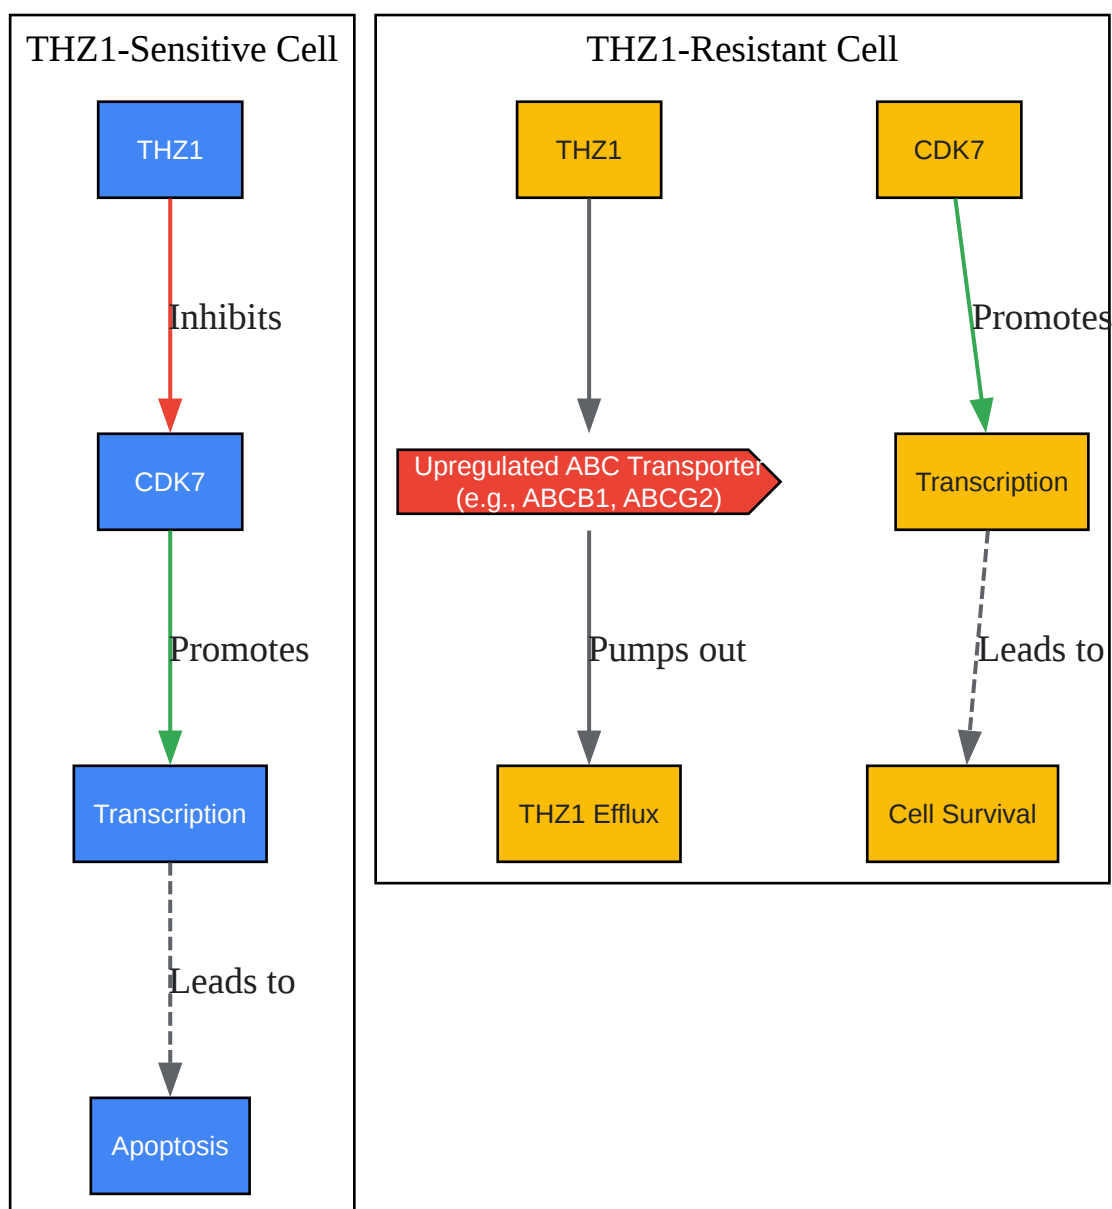 THZ1-Sensitive Cell
THZ1
Inhibits
CDK7
Promotes
Transcription
Leads to
Apoptosis
THZ1-Resistant Cell
THZ1
Upregulated ABC Transporter
(e.g., ABCB1, ABCG2)
Pumps out
THZ1 Efflux
CDK7
Promotes
Transcription
Leads to
Cell Survival